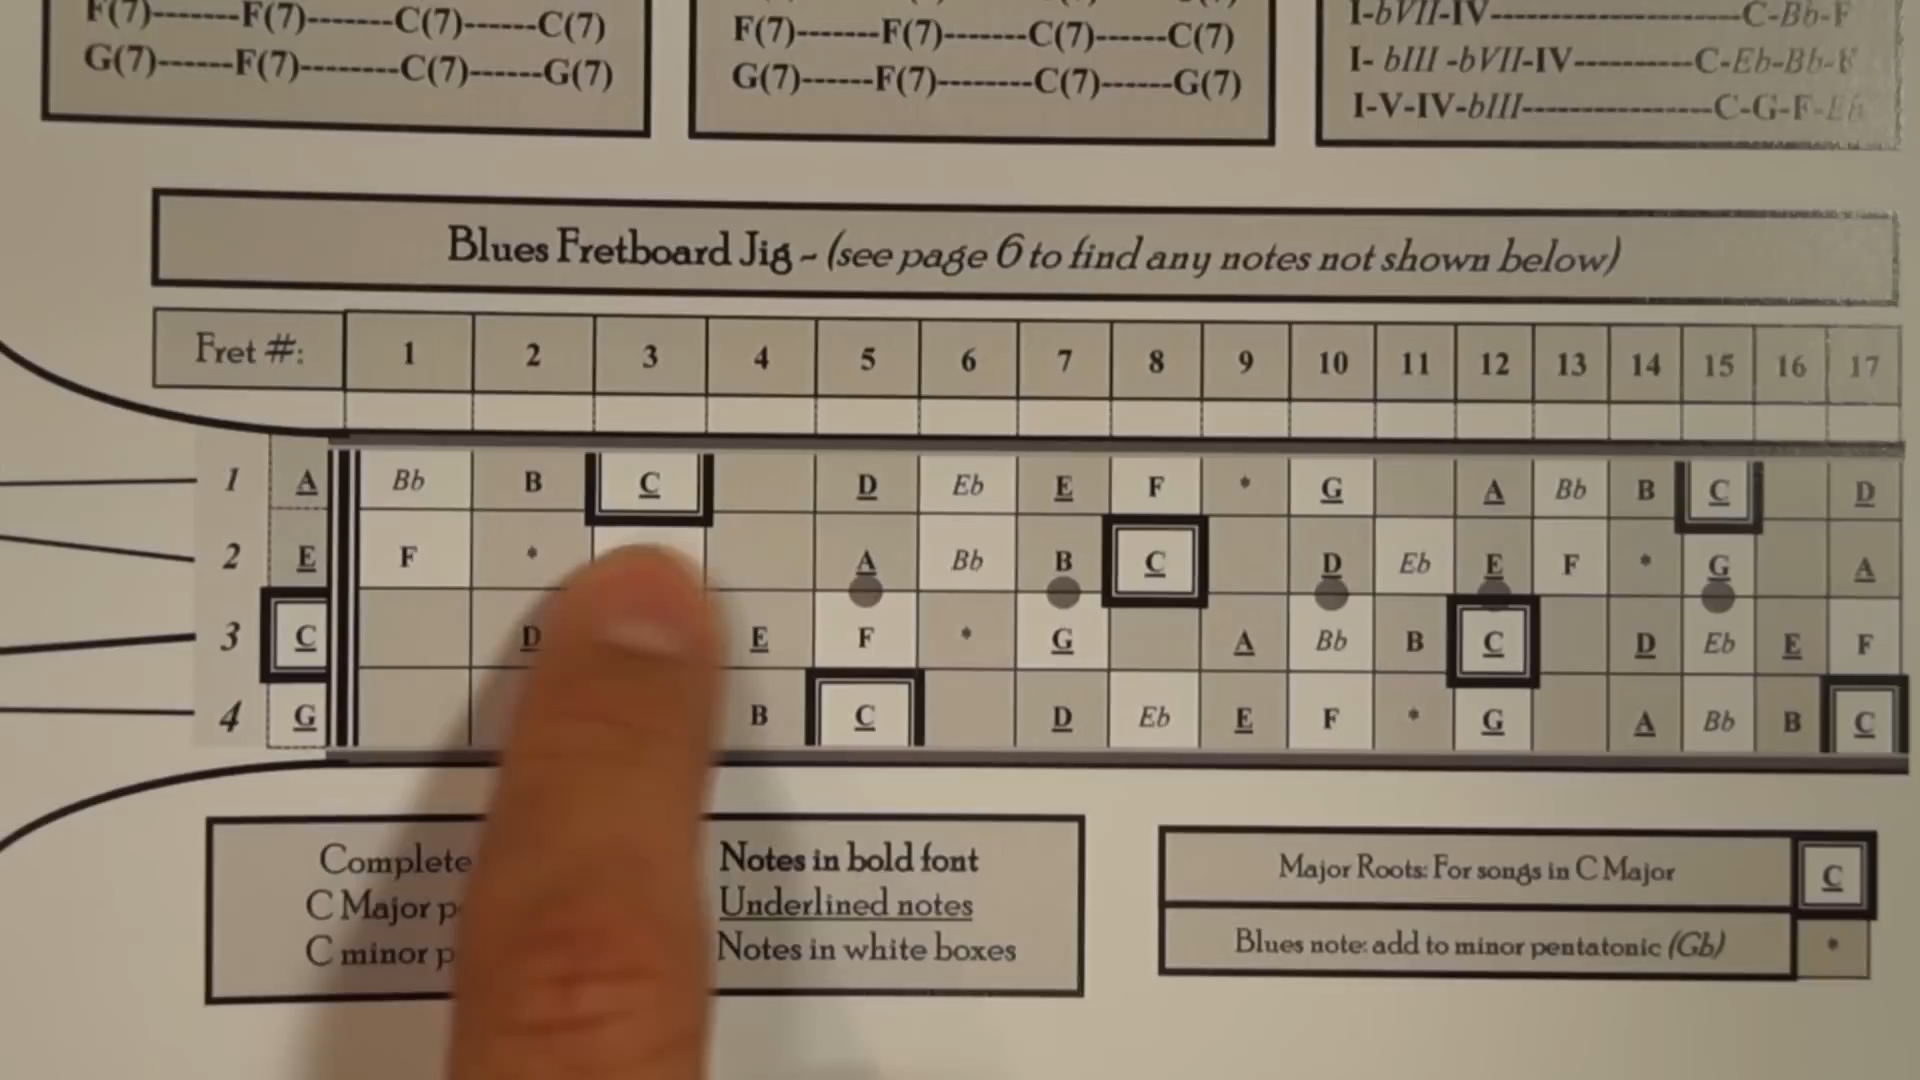 F(7)-------F(7)-------C(7)------C(7)
G(7)------F(7)--------C(7)------G(7)
F(7)-------F(7)-------C(7)------C(7)
G(7)------F(7)--------C(7)------G(7)
I-bVII-IV--------------------C-Bb-F
I- bIII -bVII-IV----------C-Eb-Bb-F
I-V-IV-bIII----------------C-G-F-Eb
Blues Fretboard Jig ~ (see page 6 to find any notes not shown below)
Fret #: 1 2 3 4 5 6 7 8 9 10 11 12 13 14 15 16 17
1 A Bb B C D Eb E F * G A Bb B C D
2 E F * A Bb B C D Eb E F * G A
3 C D E F * G A Bb B C D Eb E F
4 G B C D Eb E F * G A Bb B C
Complete Notes in bold font
C Major Underlined notes
C minor Notes in white boxes
Major Roots: For songs in C Major C
Blues note: add to minor pentatonic (Gb) *